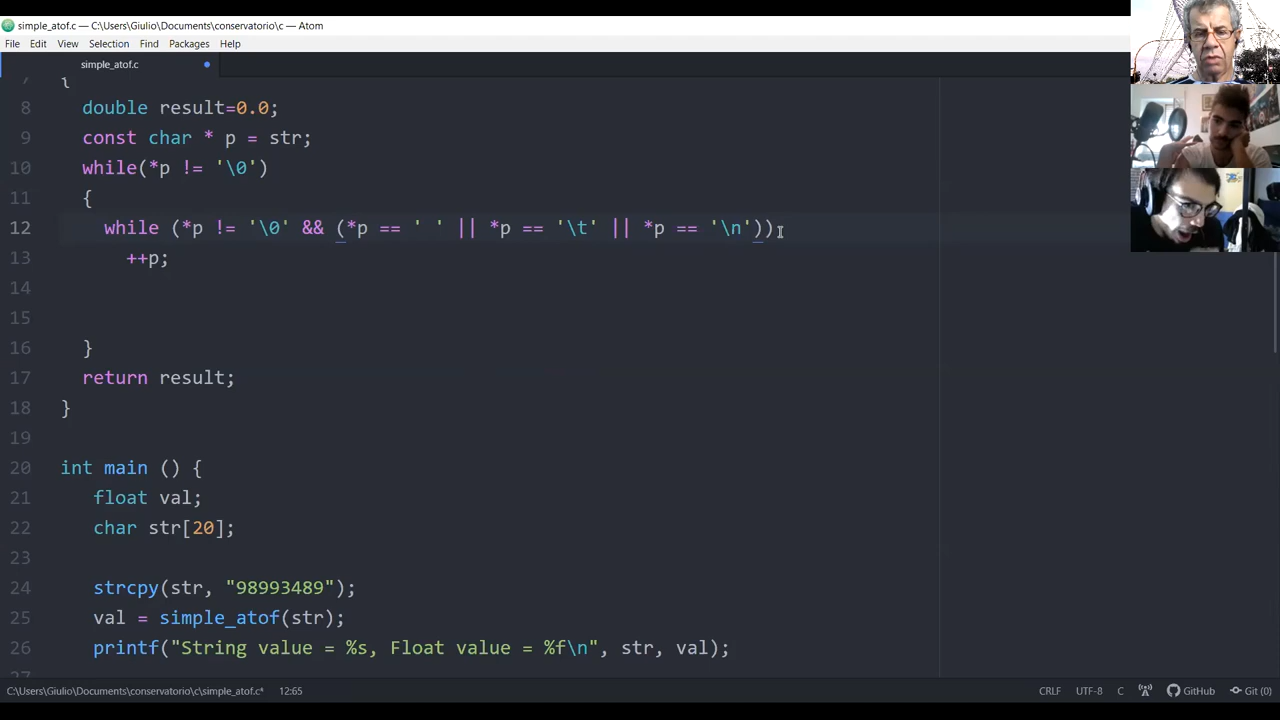 simple_atof.c — C:\Users\Giulio\Documents\conservatorio\c — Atom
File Edit View Selection Find Packages Help
simple_atof.c
7 {
8 double result=0.0;
9 const char * p = str;
10 while(*p != '\0')
11 {
12 while (*p != '\0' && (*p == ' ' || *p == '\t' || *p == '\n'))
13 ++p;
14
15
16 }
17 return result;
18 }
19
20 int main () {
21 float val;
22 char str[20];
23
24 strcpy(str, "98993489");
25 val = simple_atof(str);
26 printf("String value = %s, Float value = %f\n", str, val);
27
C:\Users\Giulio\Documents\conservatorio\c\simple_atof.c* 12:65 CRLF UTF-8 C GitHub Git (0)